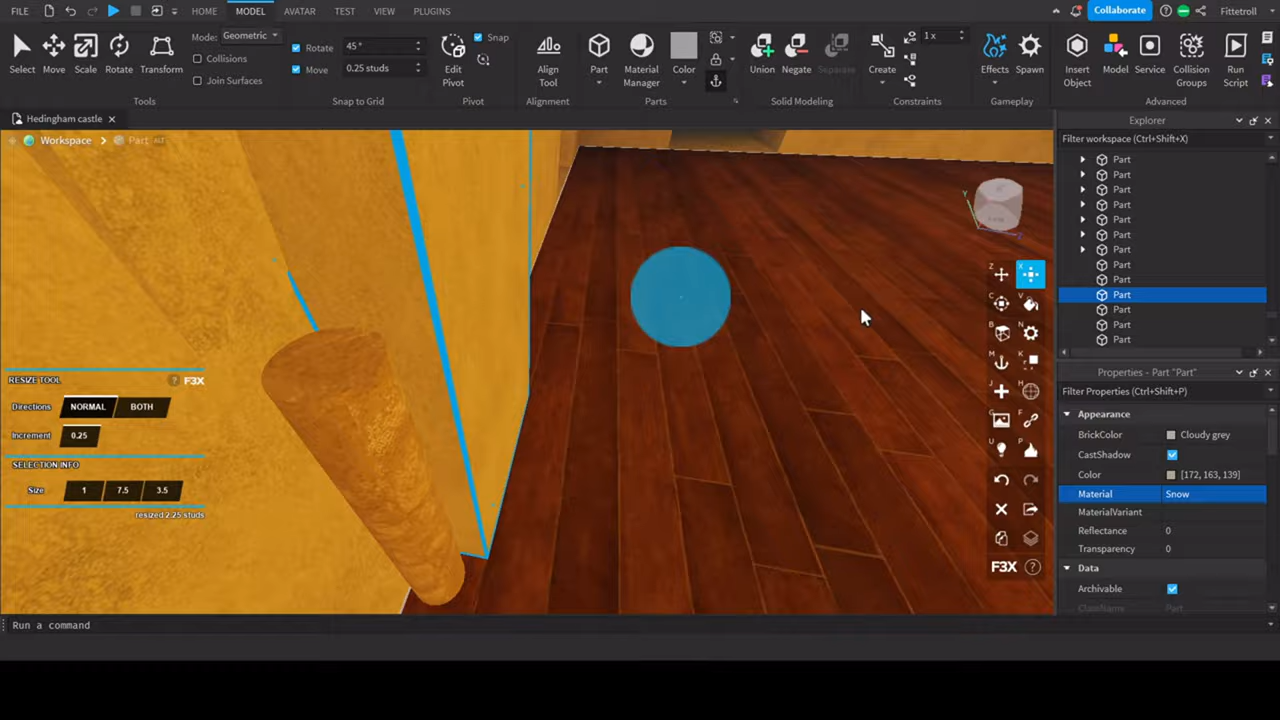 FILE HOME MODEL AVATAR TEST VIEW PLUGINS Collaborate Fittetroll
Select Move Scale Rotate Transform
Mode: Geometric
Collisions
Join Surfaces
Tools
Rotate 45°
Move 0.25 studs
Snap to Grid
Edit Pivot
Snap
Pivot
Align Tool
Alignment
Part Material Manager Color
Parts
Union Negate Separate
Solid Modeling
Create
1 x
Constraints
Effects Spawn
Gameplay
Insert Object Model Service Collision Groups Run Script
Advanced
Hedingham castle
Workspace Part ALT
Explorer
Filter workspace (Ctrl+Shift+X)
Part
Part
Part
Part
Part
Part
Part
Part
Part
Part
Part
Part
Part
Y
Z X
C V
B N
M K
J H
G F
U P
F3X ?
RESIZE TOOL ? F3X
Directions NORMAL BOTH
Increment 0.25
SELECTION INFO
Size 1 7.5 3.5
resized 2.25 studs
Properties - Part "Part"
Filter Properties (Ctrl+Shift+P)
Appearance
BrickColor Cloudy grey
CastShadow
Color [172, 163, 139]
Material Snow
MaterialVariant
Reflectance 0
Transparency 0
Data
Archivable
ClassName Part
Run a command